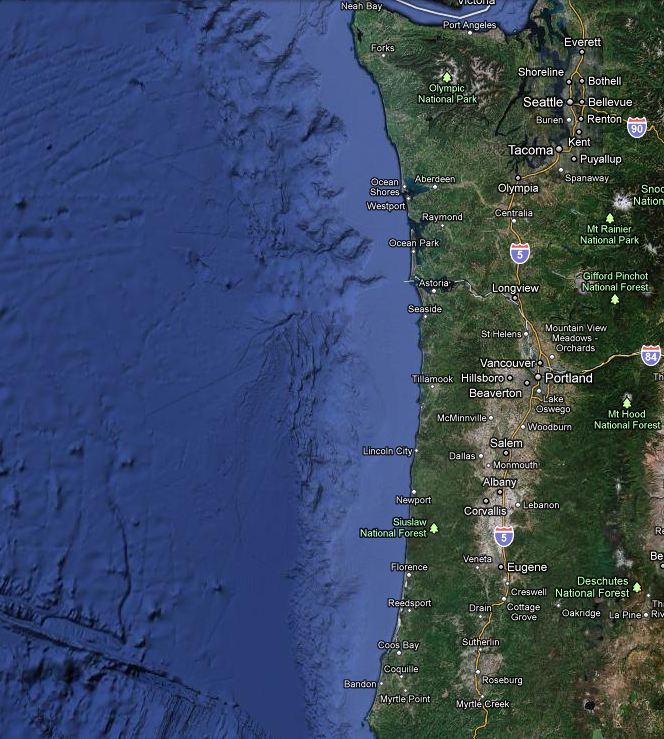 Victoria
Neah Bay
Port Angeles
Everett
Forks
Shoreline
Bothell
Olympic
National Park
Seattle
Bellevue
Burien
Renton
90
Kent
Tacoma
Puyallup
Spanaway
Ocean
Shores
Aberdeen
Olympia
Westport
Centralia
Raymond
Mt Rainier
National Park
Ocean Park
5
Gifford Pinchot
National Forest
Astoria
Longview
Seaside
St Helens
Mountain View
Meadows -
Orchards
84
Vancouver
Tillamook
Hillsboro
Portland
Beaverton
Lake
Oswego
McMinnville
Mt Hood
National Forest
Woodburn
Salem
Lincoln City
Dallas
Monmouth
Albany
Newport
Corvallis
Lebanon
Siuslaw
National Forest
5
Veneta
Florence
Eugene
Deschutes
National Forest
Creswell
Reedsport
Drain
Cottage
Grove
Oakridge
La Pine
Coos Bay
Sutherlin
Coquille
Bandon
Roseburg
Myrtle Point
Myrtle Creek